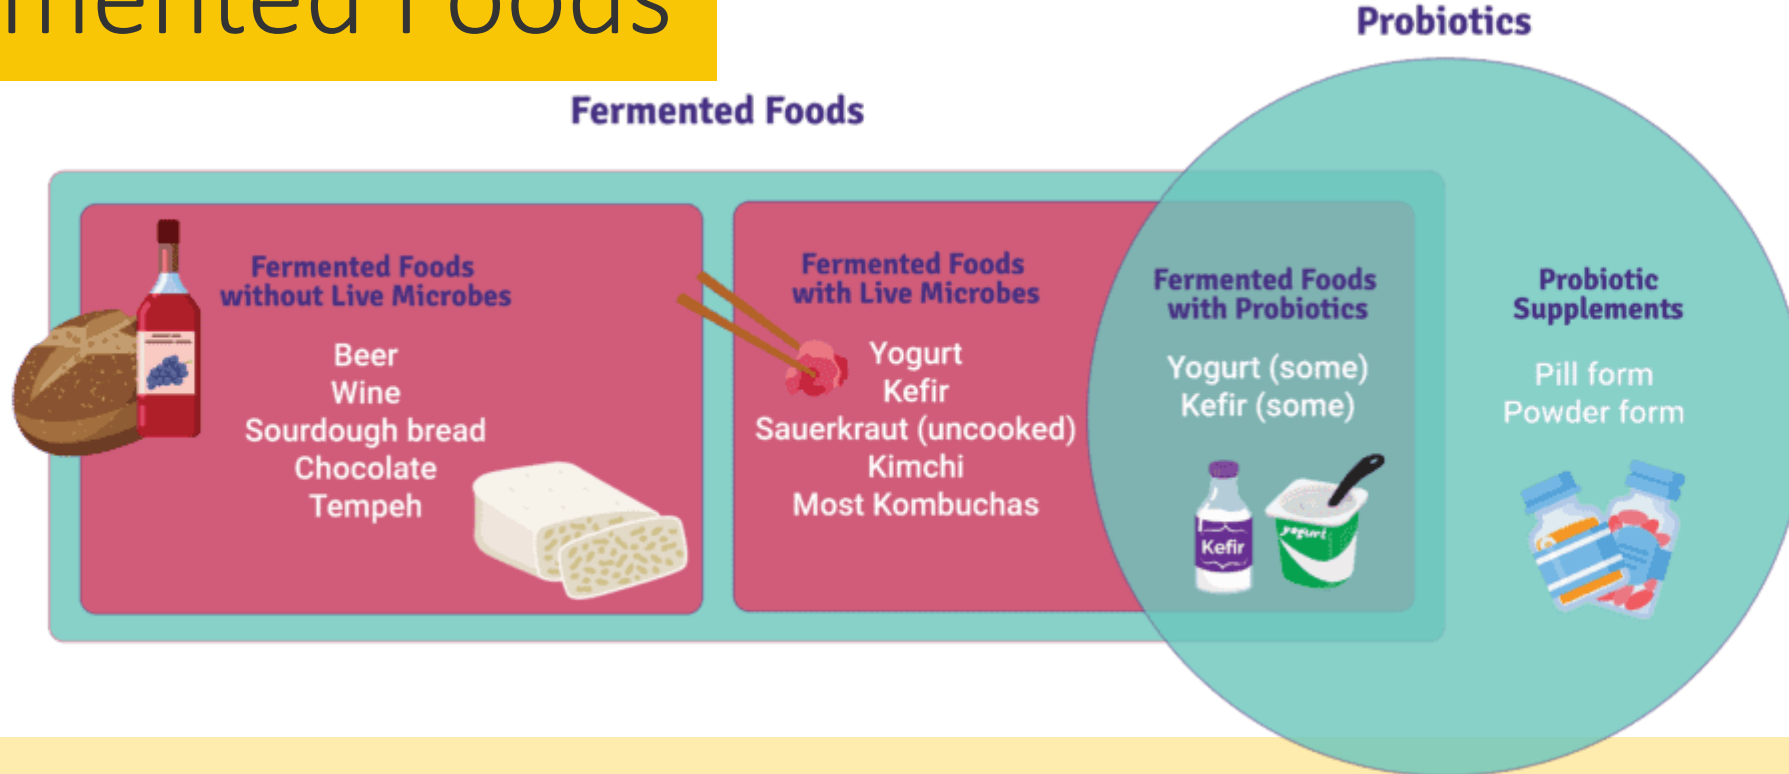 mented Foods
Probiotics
Fermented Foods
Fermented Foods
without Live Microbes
Beer
Wine
Sourdough bread
Chocolate
Tempeh
Fermented Foods
with Live Microbes
Yogurt
Kefir
Sauerkraut (uncooked)
Kimchi
Most Kombuchas
Fermented Foods
with Probiotics
Yogurt (some)
Kefir (some)
Kefir
yogurt
Probiotic
Supplements
Pill form
Powder form